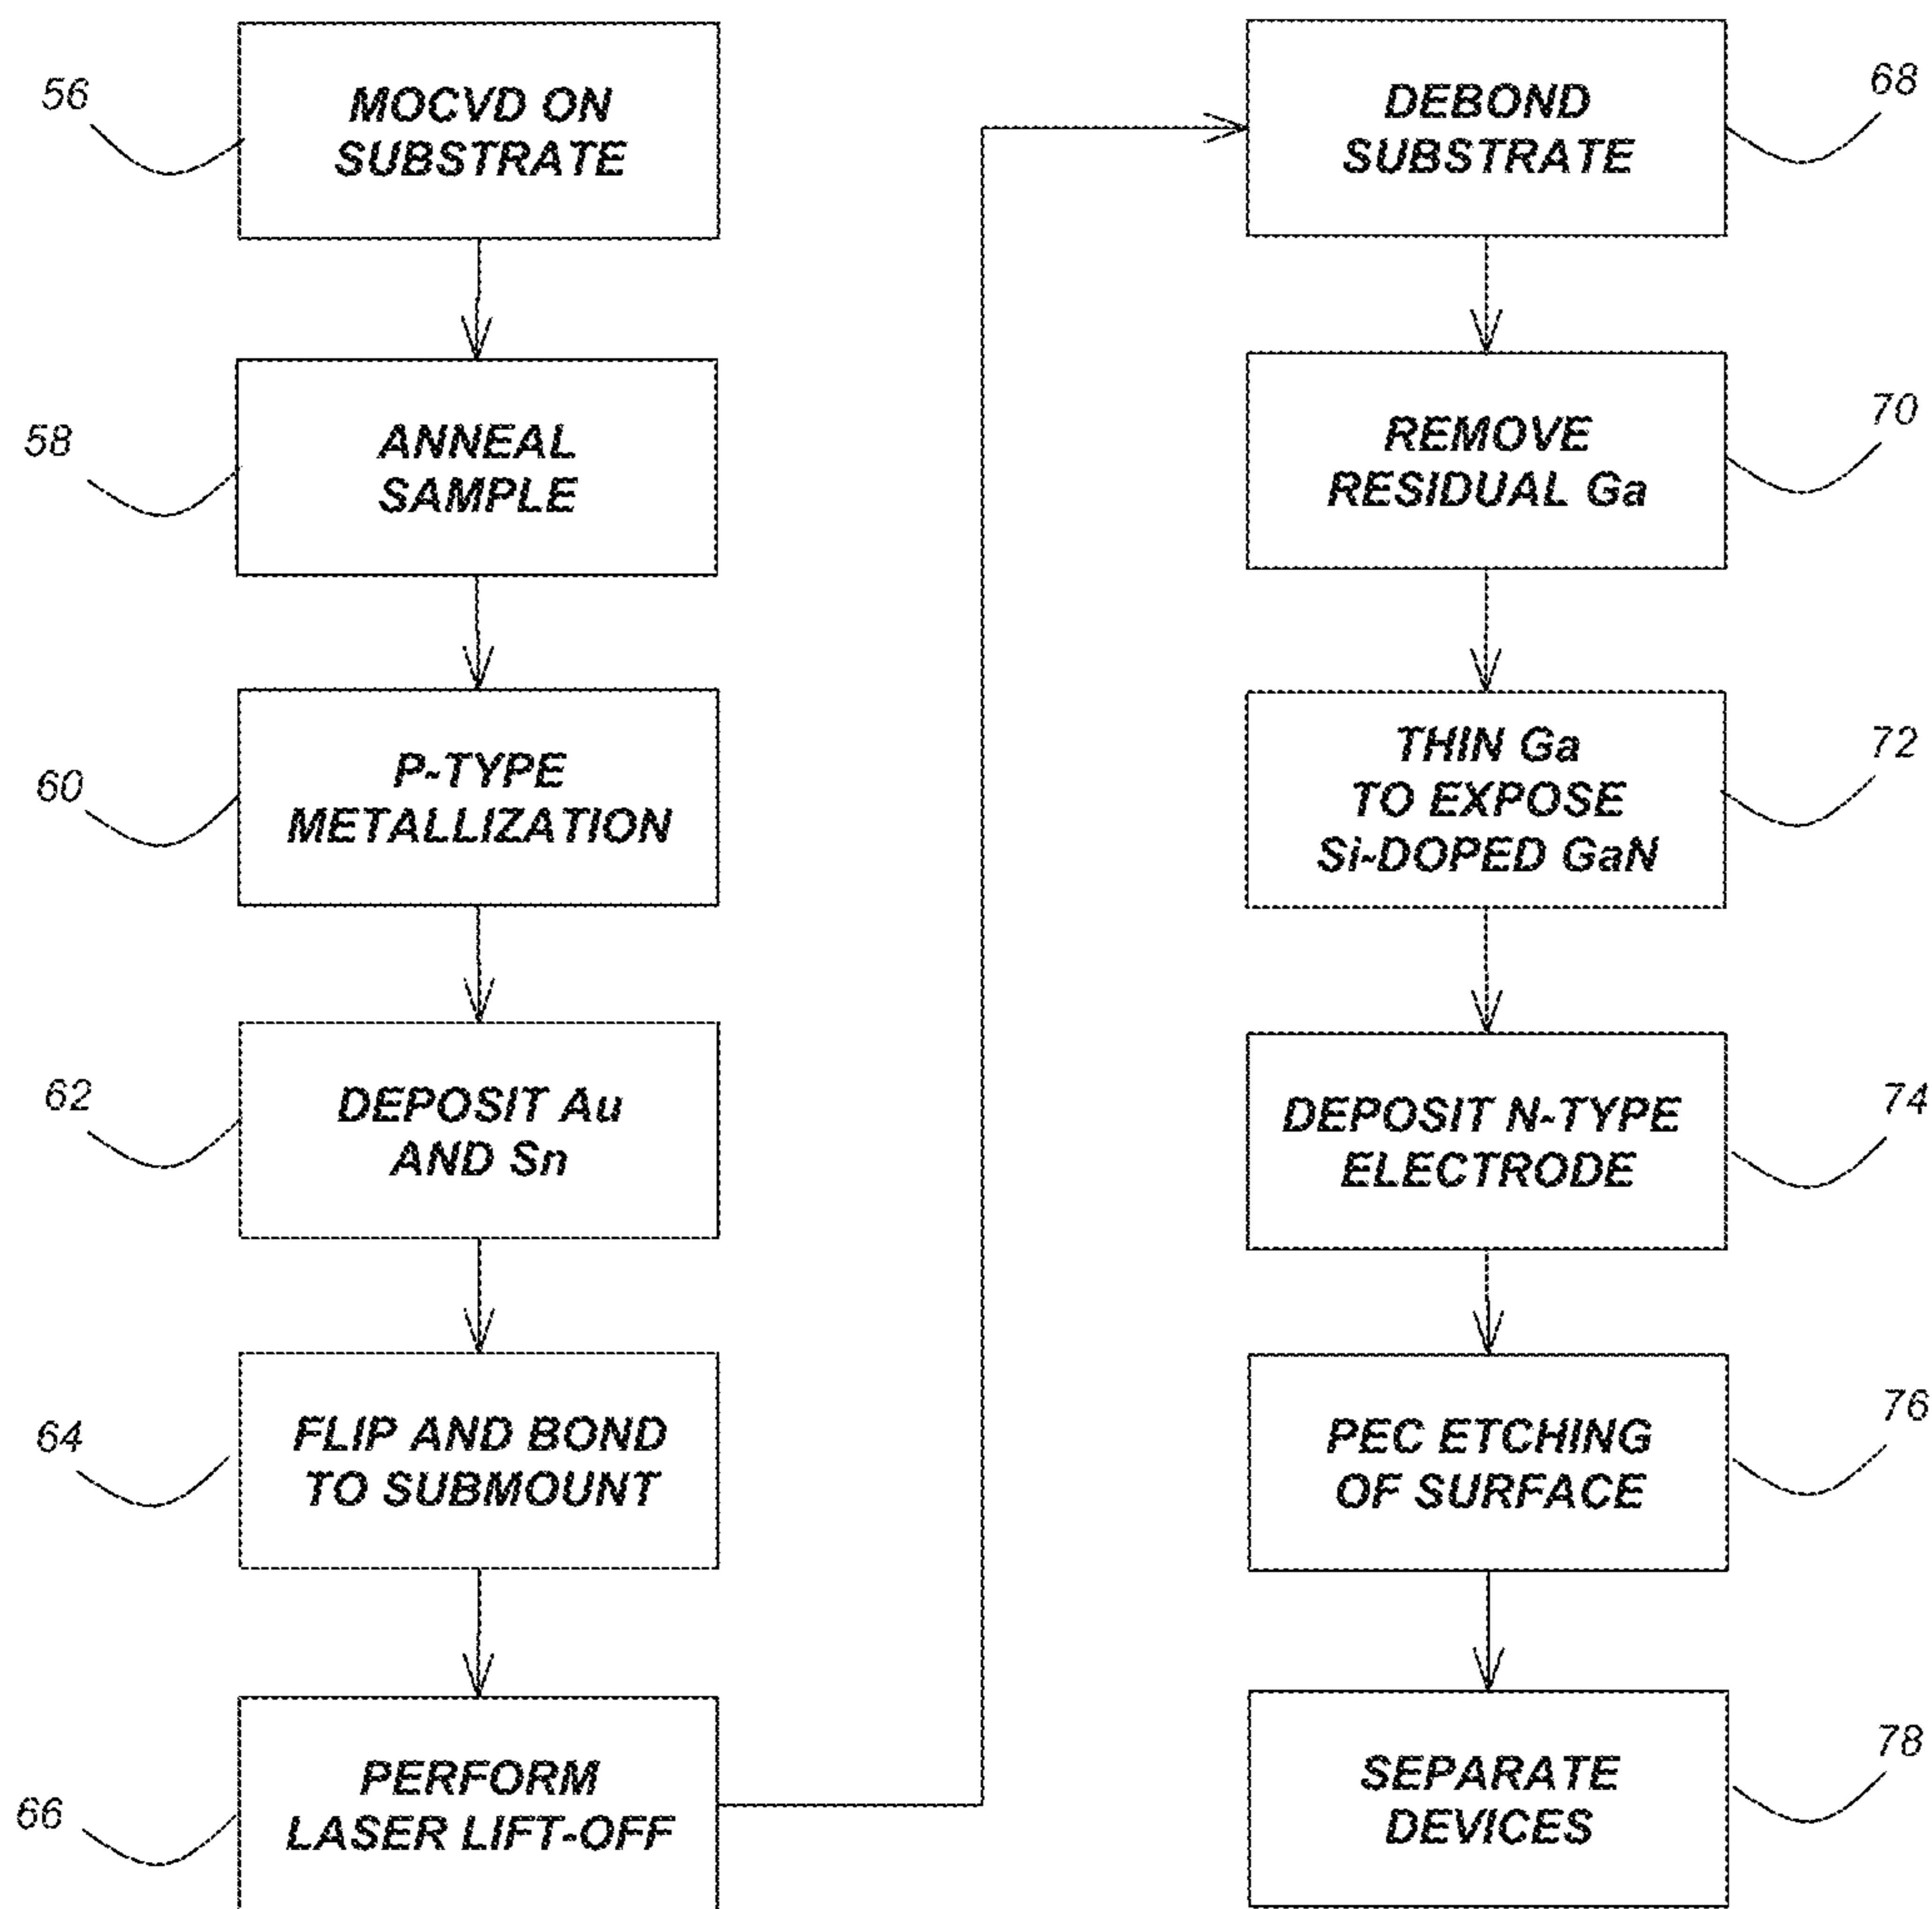 56
MOCVD ON
SUBSTRATE
58
ANNEAL
SAMPLE
60
P-TYPE
METALLIZATION
62
DEPOSIT Au
AND Sn
64
FLIP AND BOND
TO SUBMOUNT
66
PERFORM
LASER LIFT-OFF
DEBOND
SUBSTRATE
68
REMOVE
RESIDUAL Ga
70
THIN Ga
TO EXPOSE
Si-DOPED GaN
72
DEPOSIT N-TYPE
ELECTRODE
74
PEC ETCHING
OF SURFACE
76
SEPARATE
DEVICES
78